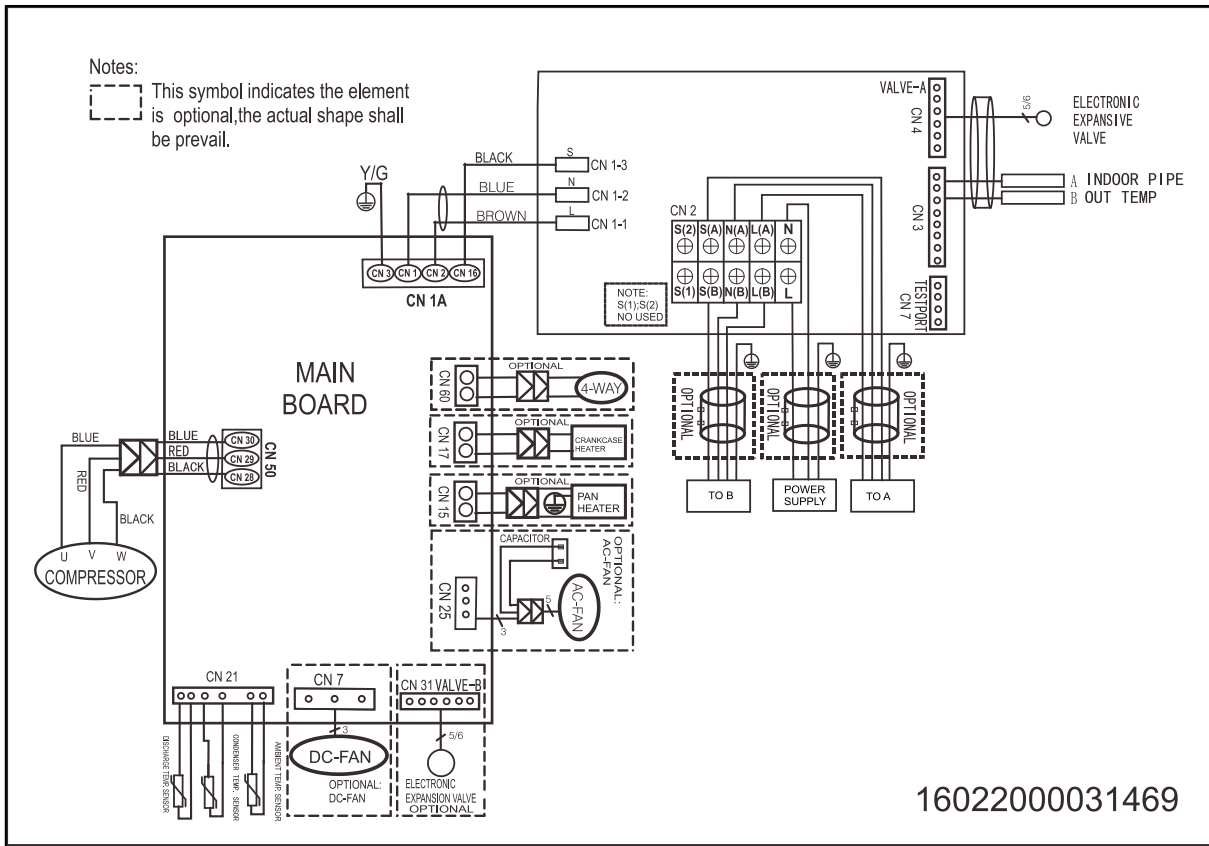 Notes:
This symbol indicates the element
is optional,the actual shape shall
be prevail.
Y/G
BLACK
BLUE
BROWN
S
N
L
CN 1-3
CN 1-2
CN 1-1
CN 3
CN 1
CN 2
CN 16
CN 1A
VALVE-A
CN 4
5/6
ELECTRONIC
EXPANSIVE
VALVE
A INDOOR PIPE
B OUT TEMP
CN 3
TESTPORT
CN 7
CN 2
S(2) S(A) N(A) L(A) N
S(1) S(B) N(B) L(B) L
NOTE:
S(1);S(2)
NO USED
OPTIONAL
OPTIONAL
OPTIONAL
TO B
POWER
SUPPLY
TO A
MAIN
BOARD
CN 60
OPTIONAL
4-WAY
CN 17
OPTIONAL
CRANKCASE
HEATER
CN 15
OPTIONAL
PAN
HEATER
CAPACITOR
OPTIONAL:
AC-FAN
CN 25
3
5
AC-FAN
BLUE
RED
BLACK
BLUE
RED
BLACK
CN 30
CN 29
CN 28
CN 50
U V W
COMPRESSOR
CN 21
DISCHARGE TEMP. SENSOR
CONDENSER TEMP. SENSOR
AMBIENT TEMP. SENSOR
CN 7
3
DC-FAN
OPTIONAL:
DC-FAN
CN 31 VALVE-B
5/6
ELECTRONIC
EXPANSION VALVE
OPTIONAL
16022000031469